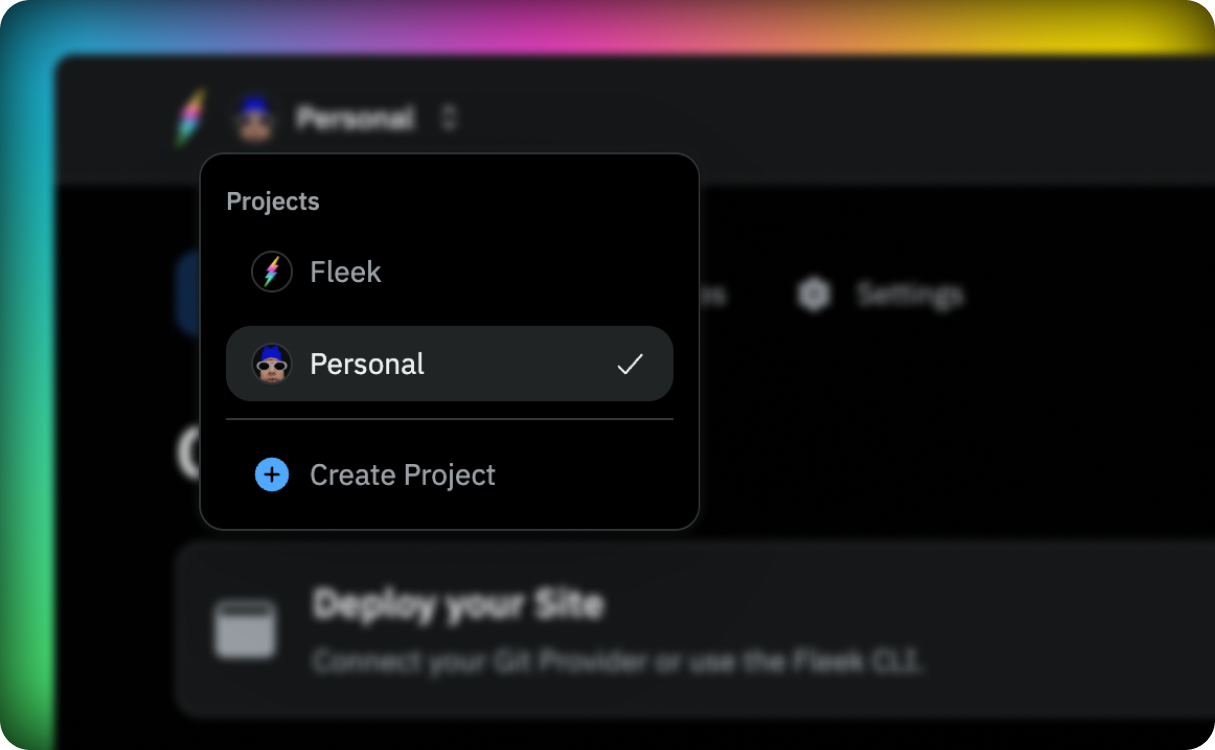 Personal
Projects
Fleek
Settings
Personal
Create Project
Deploy your Site
Connect your Git Provider or use the Fleek CLI.